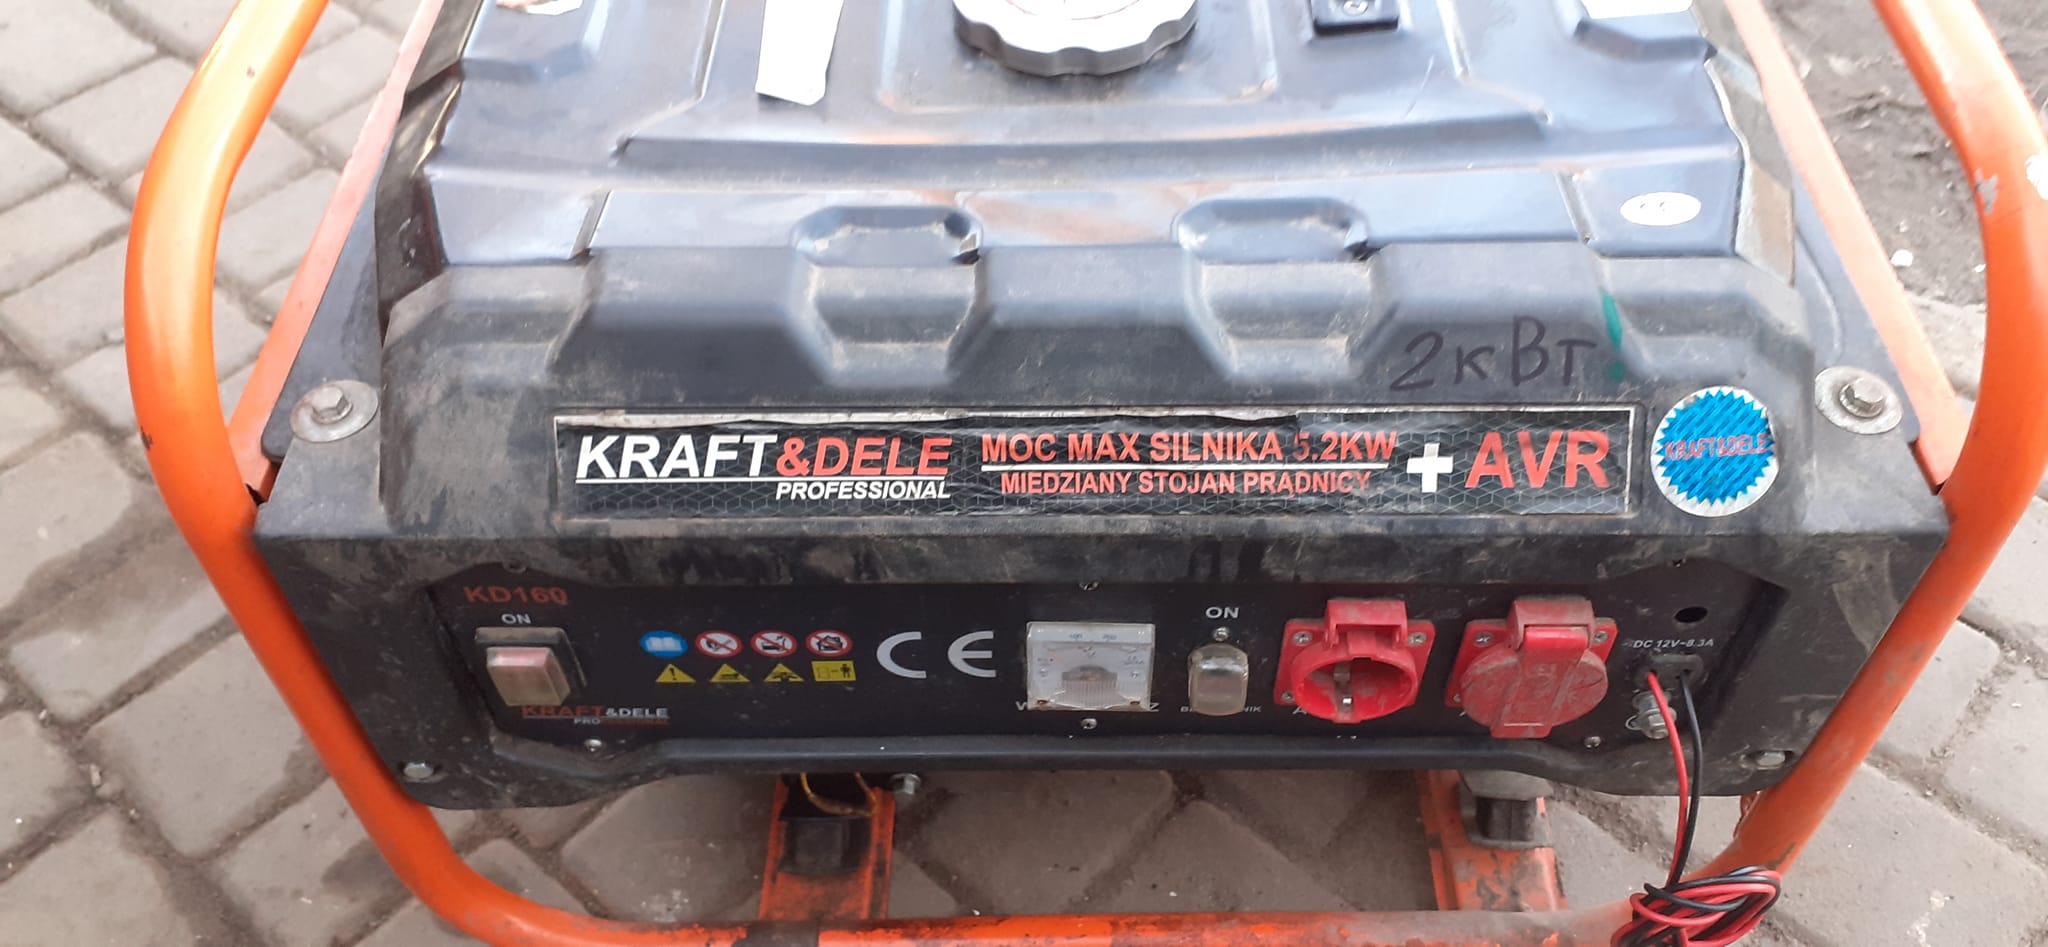 2кВт!
KRAFT&DELE MOC MAX SILNIKA 5.2KW + AVR
PROFESSIONAL MIEDZIANY STOJAN PRĄDNICY
KRAFT&DELE
KD160
ON
KRAFT&DELE
CE
ON
DC 12V-8.3A